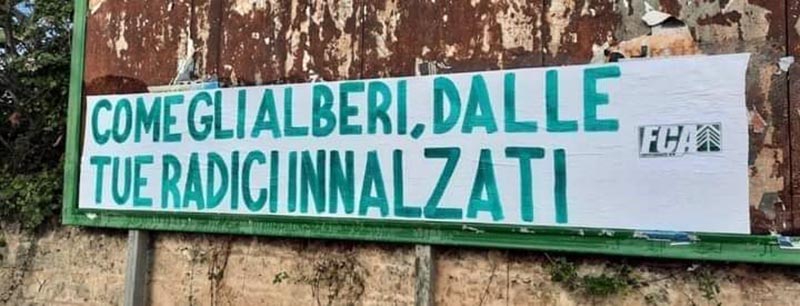 COME GLI ALBERI, DALLE
TUE RADICI INNALZATI
FCA